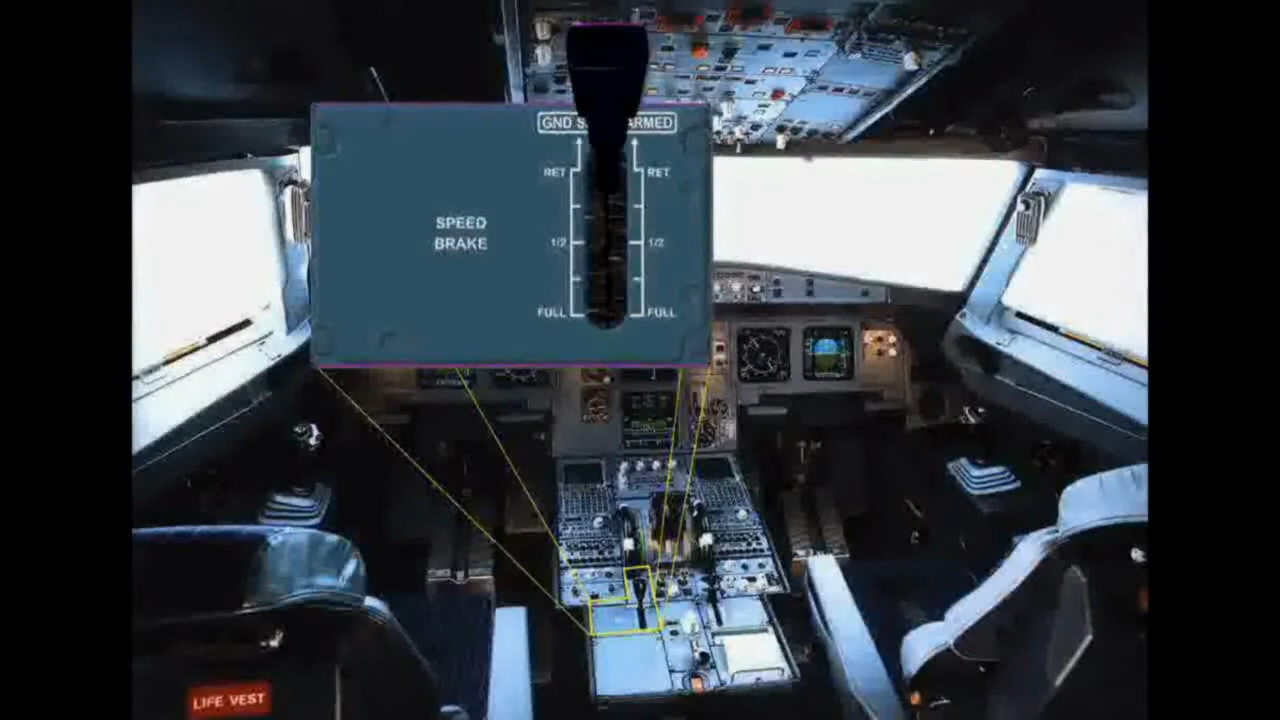 GND S ARMED
RET RET
SPEED
BRAKE
1/2 1/2
FULL FULL
LIFE VEST